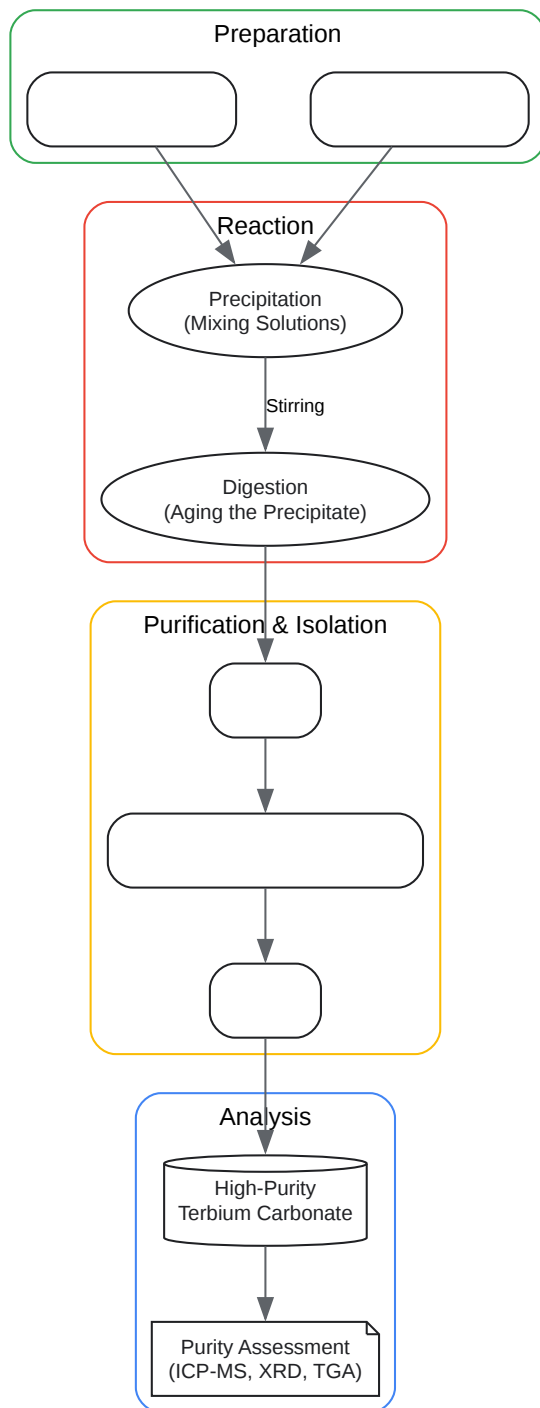 Preparation
Reaction
Precipitation
(Mixing Solutions)
Stirring
Digestion
(Aging the Precipitate)
Purification & Isolation
Analysis
High-Purity
Terbium Carbonate
Purity Assessment
(ICP-MS, XRD, TGA)